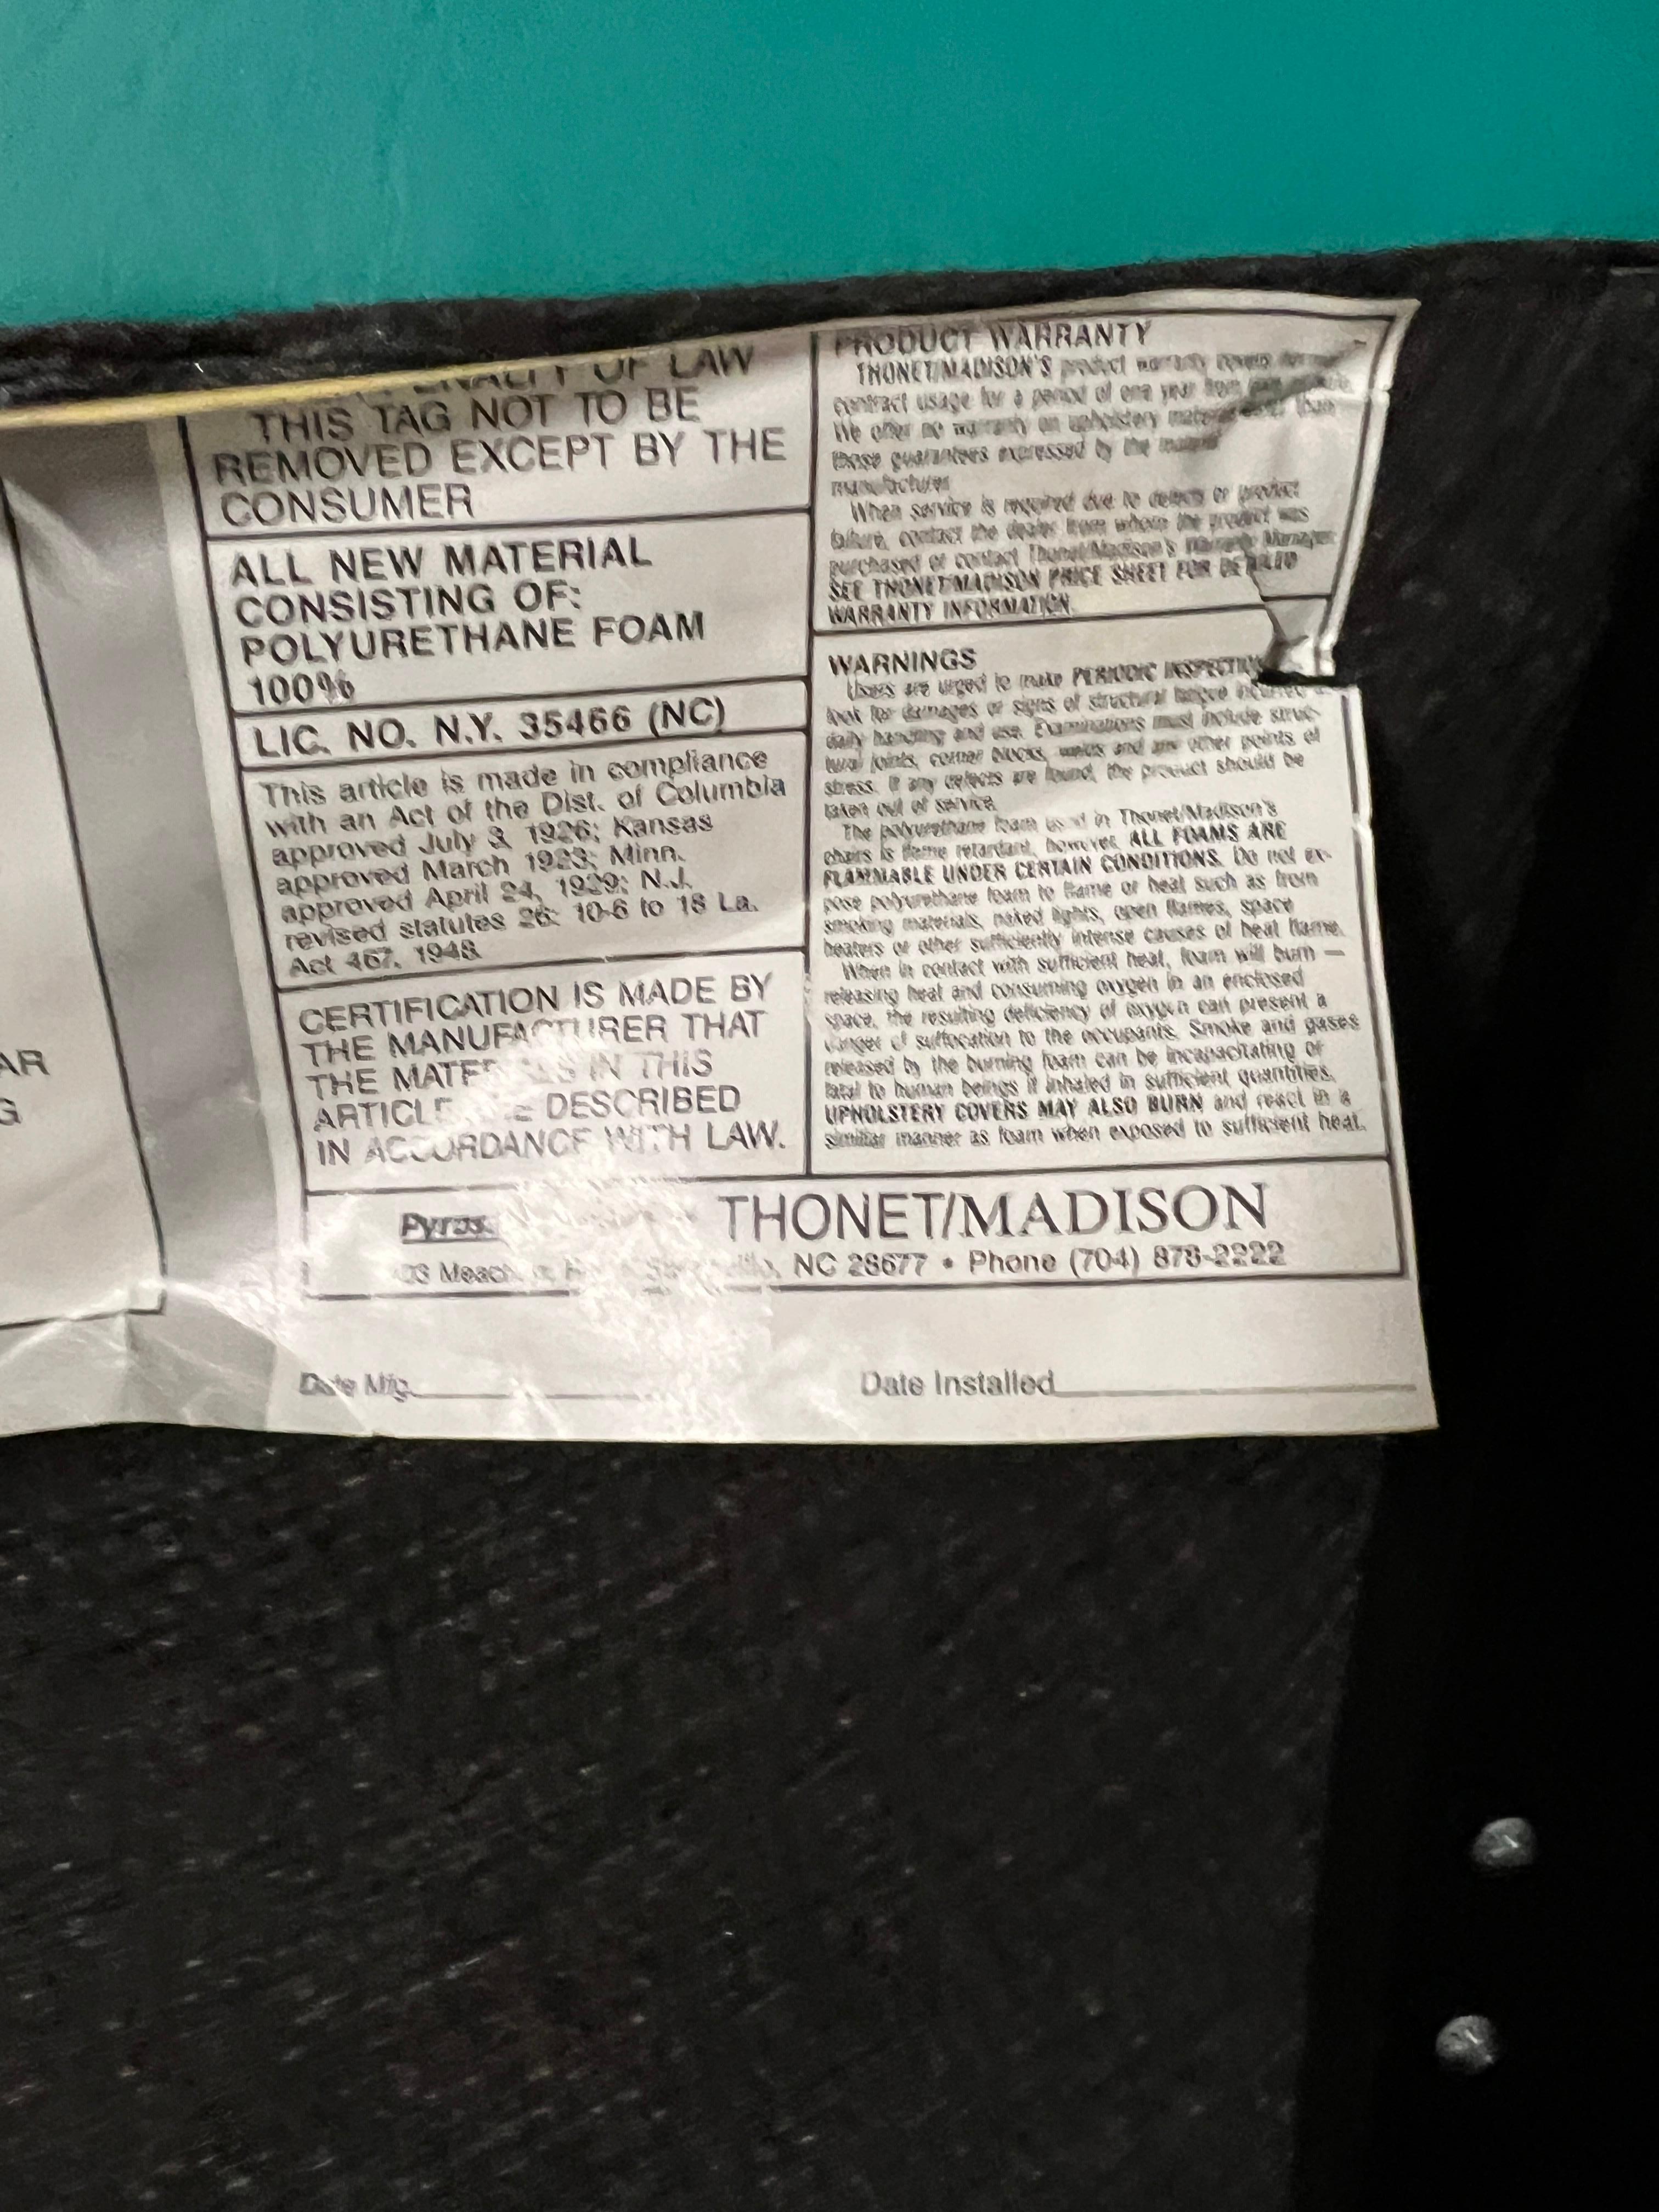 PENALTY OF LAW
THIS TAG NOT TO BE
REMOVED EXCEPT BY THE
CONSUMER
ALL NEW MATERIAL
CONSISTING OF:
POLYURETHANE FOAM
100%
LIC. NO. N.Y. 35466 (NC)
This article is made in compliance
with an Act of the Dist. of Columbia
approved July 3, 1926; Kansas
approved March 1923; Minn.
approved April 24, 1929; N.J.
revised statutes 26: 10-6 to 18 La.
Act 467, 1948.
CERTIFICATION IS MADE BY
THE MANUFACTURER THAT
THE MATERIALS IN THIS
ARTICLE ARE DESCRIBED
IN ACCORDANCE WITH LAW.
PRODUCT WARRANTY
THONET/MADISON'S product warranty covers
contract usage for a period of one year from
We offer no warranty on upholstery material other than
those guarantees expressed by the
manufacturer.
When service is required due to defects or product
failure, contact the dealer from whom the product was
purchased or contact Thonet/Madison's Warranty Manager.
SEE THONET/MADISON PRICE SHEET FOR DETAILED
WARRANTY INFORMATION.
WARNINGS
Users are urged to make PERIODIC INSPECTION
look for damages or signs of structural fatigue incurred
daily handling and use. Examinations must include struc-
tural joints, corner blocks, welds and any other points of
stress. If any defects are found, the product should be
taken out of service.
The polyurethane foam used in Thonet/Madison's
chairs is flame retardant, however, ALL FOAMS ARE
FLAMMABLE UNDER CERTAIN CONDITIONS. Do not ex-
pose polyurethane foam to flame or heat such as from
smoking materials, naked lights, open flames, space
heaters or other sufficiently intense causes of heat flame.
When in contact with sufficient heat, foam will burn —
releasing heat and consuming oxygen in an enclosed
space, the resulting deficiency of oxygen can present a
danger of suffocation to the occupants. Smoke and gases
released by the burning foam can be incapacitating or
fatal to human beings if inhaled in sufficient quantities.
UPHOLSTERY COVERS MAY ALSO BURN and react in a
similar manner as foam when exposed to sufficient heat.
THONET/MADISON
NC 28677 • Phone (704) 878-2222
Date Mfg.
Date Installed
AR
G